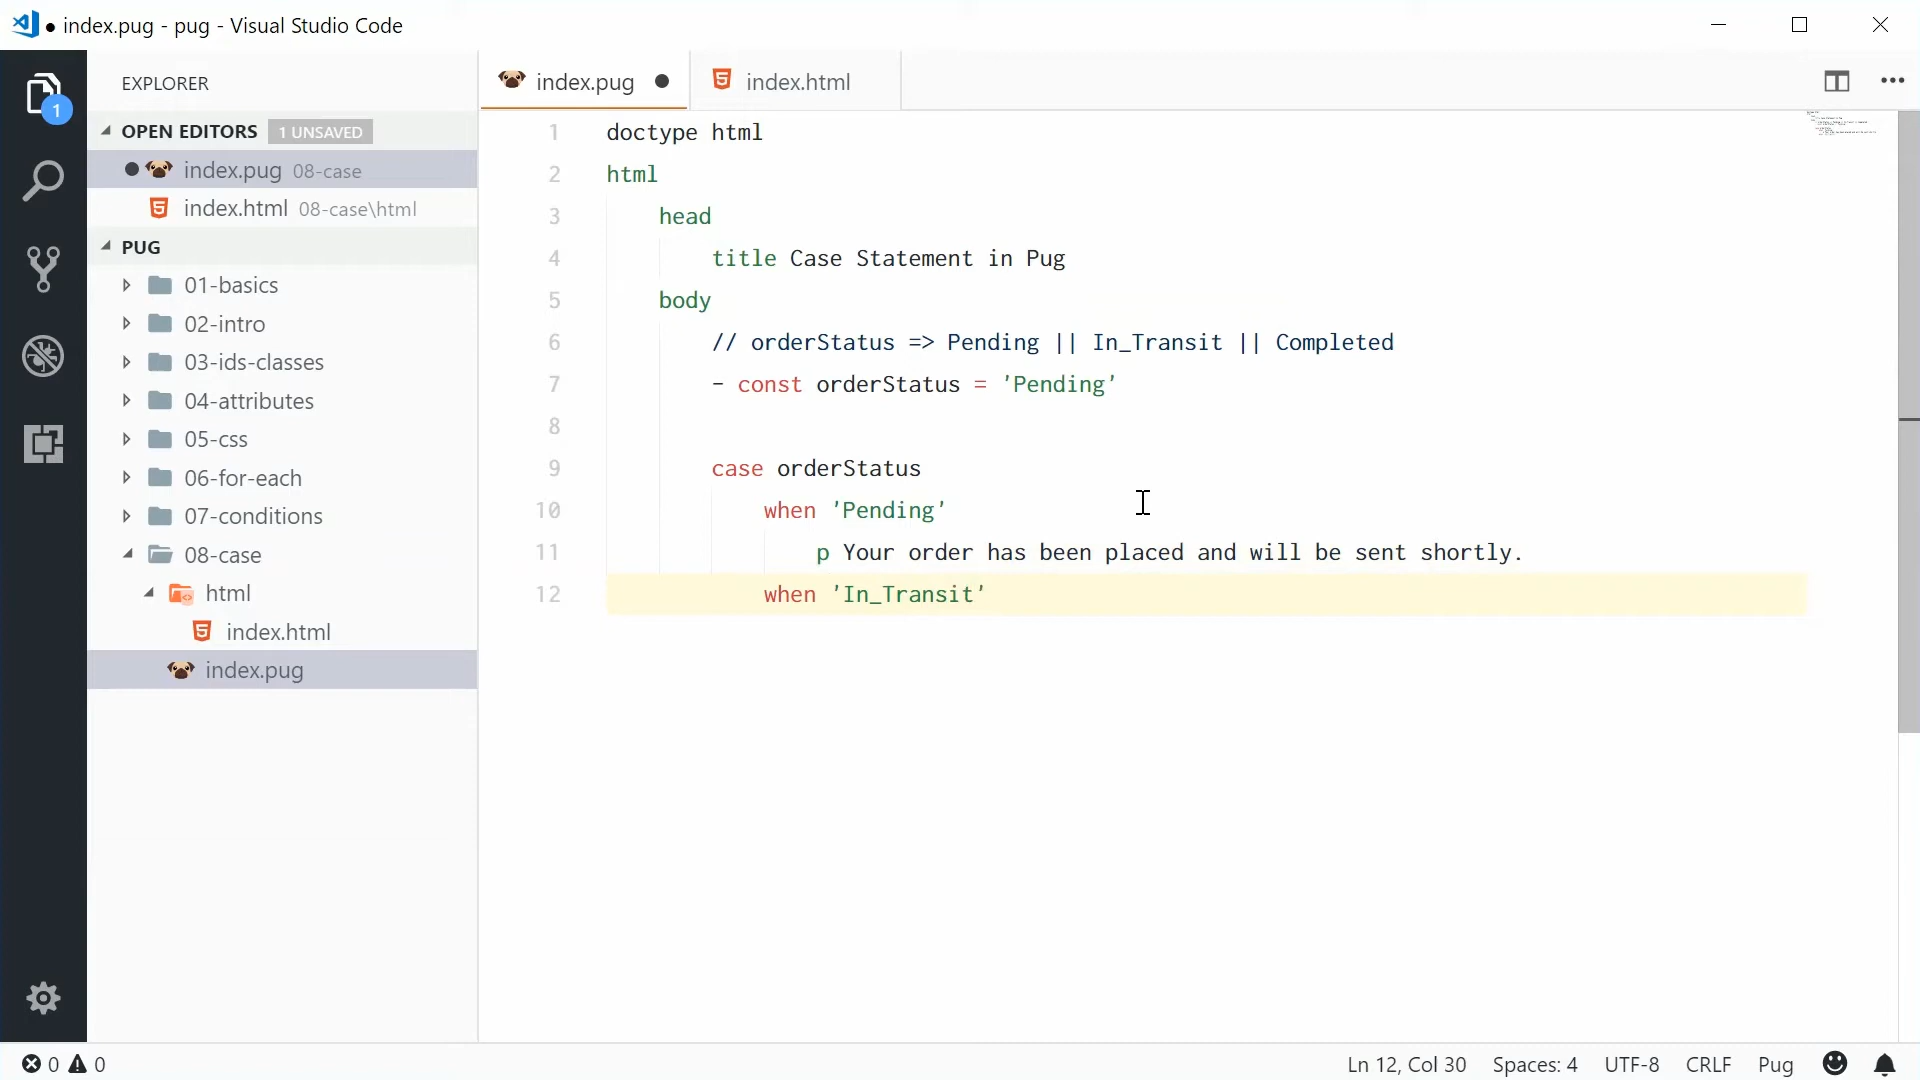 ● index.pug - pug - Visual Studio Code
1
EXPLORER
OPEN EDITORS 1 UNSAVED
index.pug 08-case
index.html 08-case\html
PUG
01-basics
02-intro
03-ids-classes
04-attributes
05-css
06-for-each
07-conditions
08-case
html
index.html
index.pug
index.pug ●
index.html
1 doctype html
2 html
3 head
4 title Case Statement in Pug
5 body
6 // orderStatus => Pending || In_Transit || Completed
7 - const orderStatus = 'Pending'
8
9 case orderStatus
10 when 'Pending'
11 p Your order has been placed and will be sent shortly.
12 when 'In_Transit'
0 0
Ln 12, Col 30 Spaces: 4 UTF-8 CRLF Pug